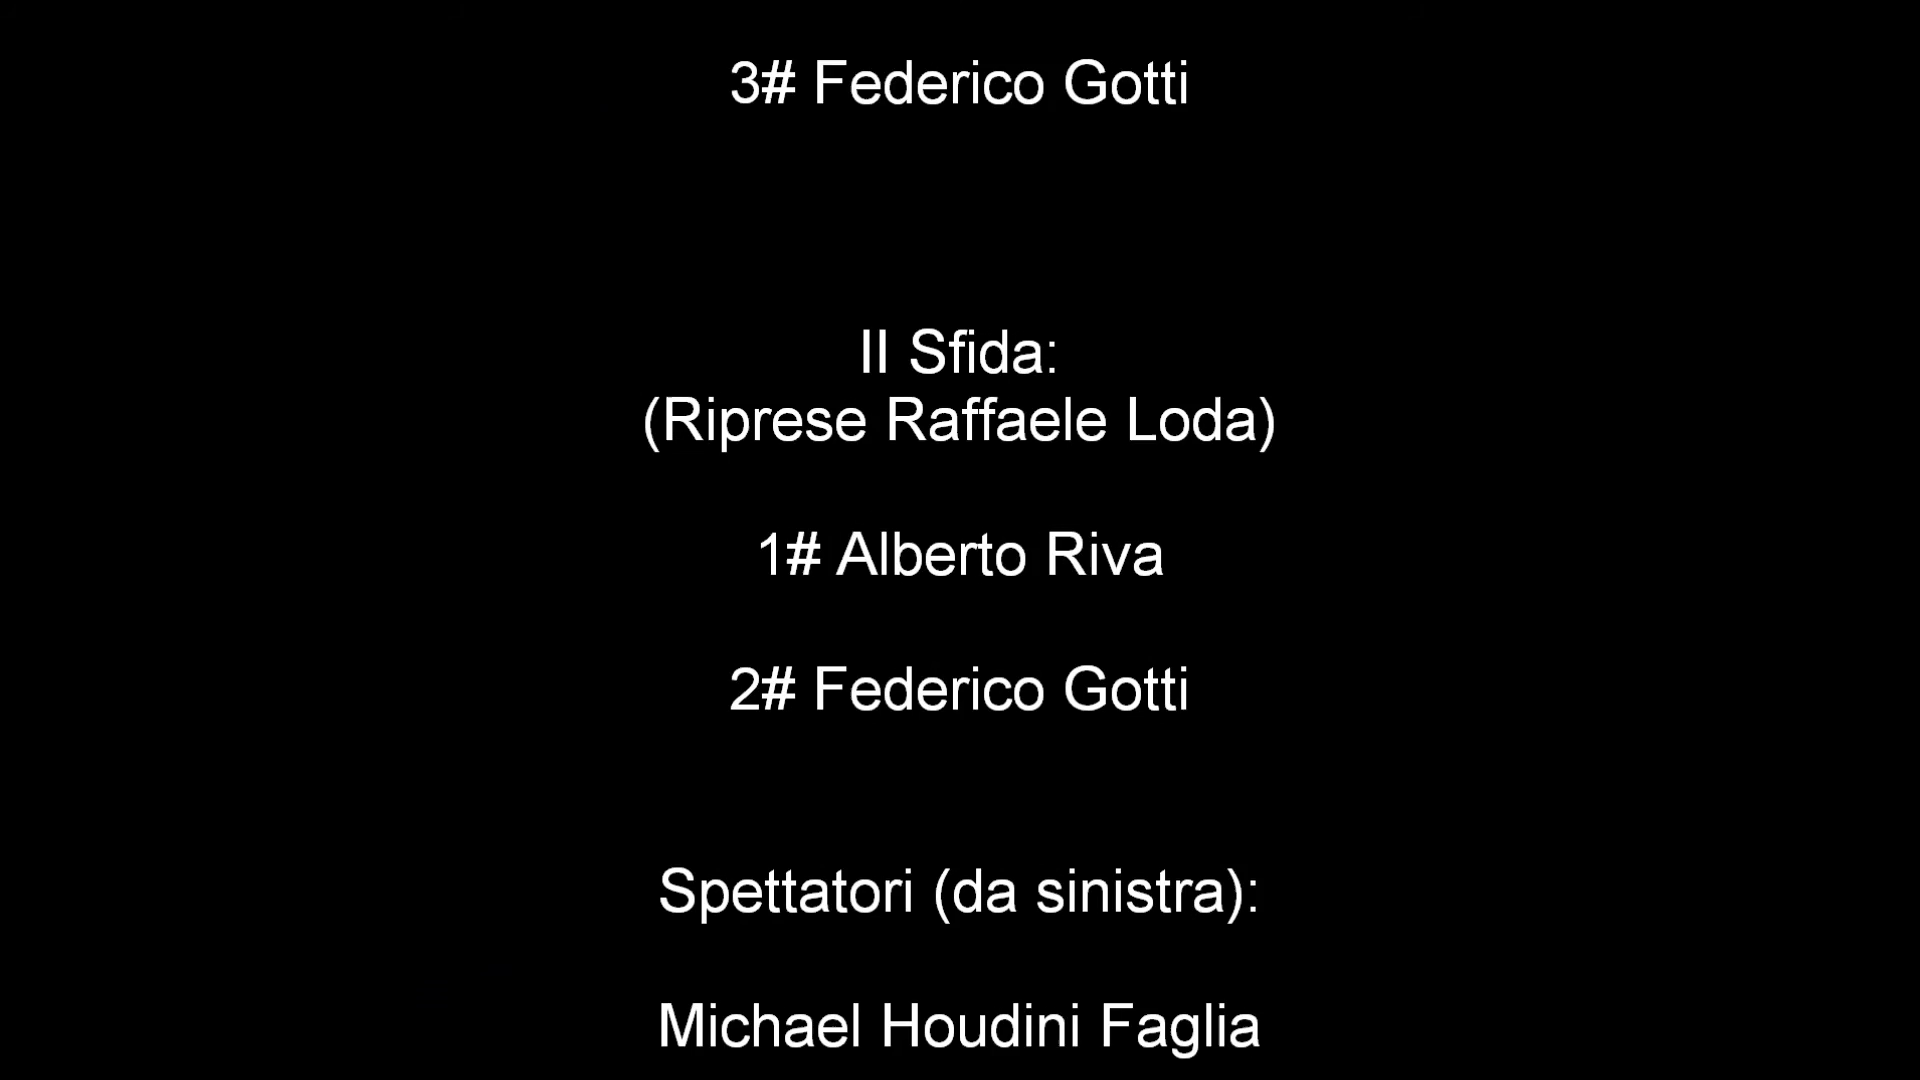 3# Federico Gotti
II Sfida:
(Riprese Raffaele Loda)
1# Alberto Riva
2# Federico Gotti
Spettatori (da sinistra):
Michael Houdini Faglia